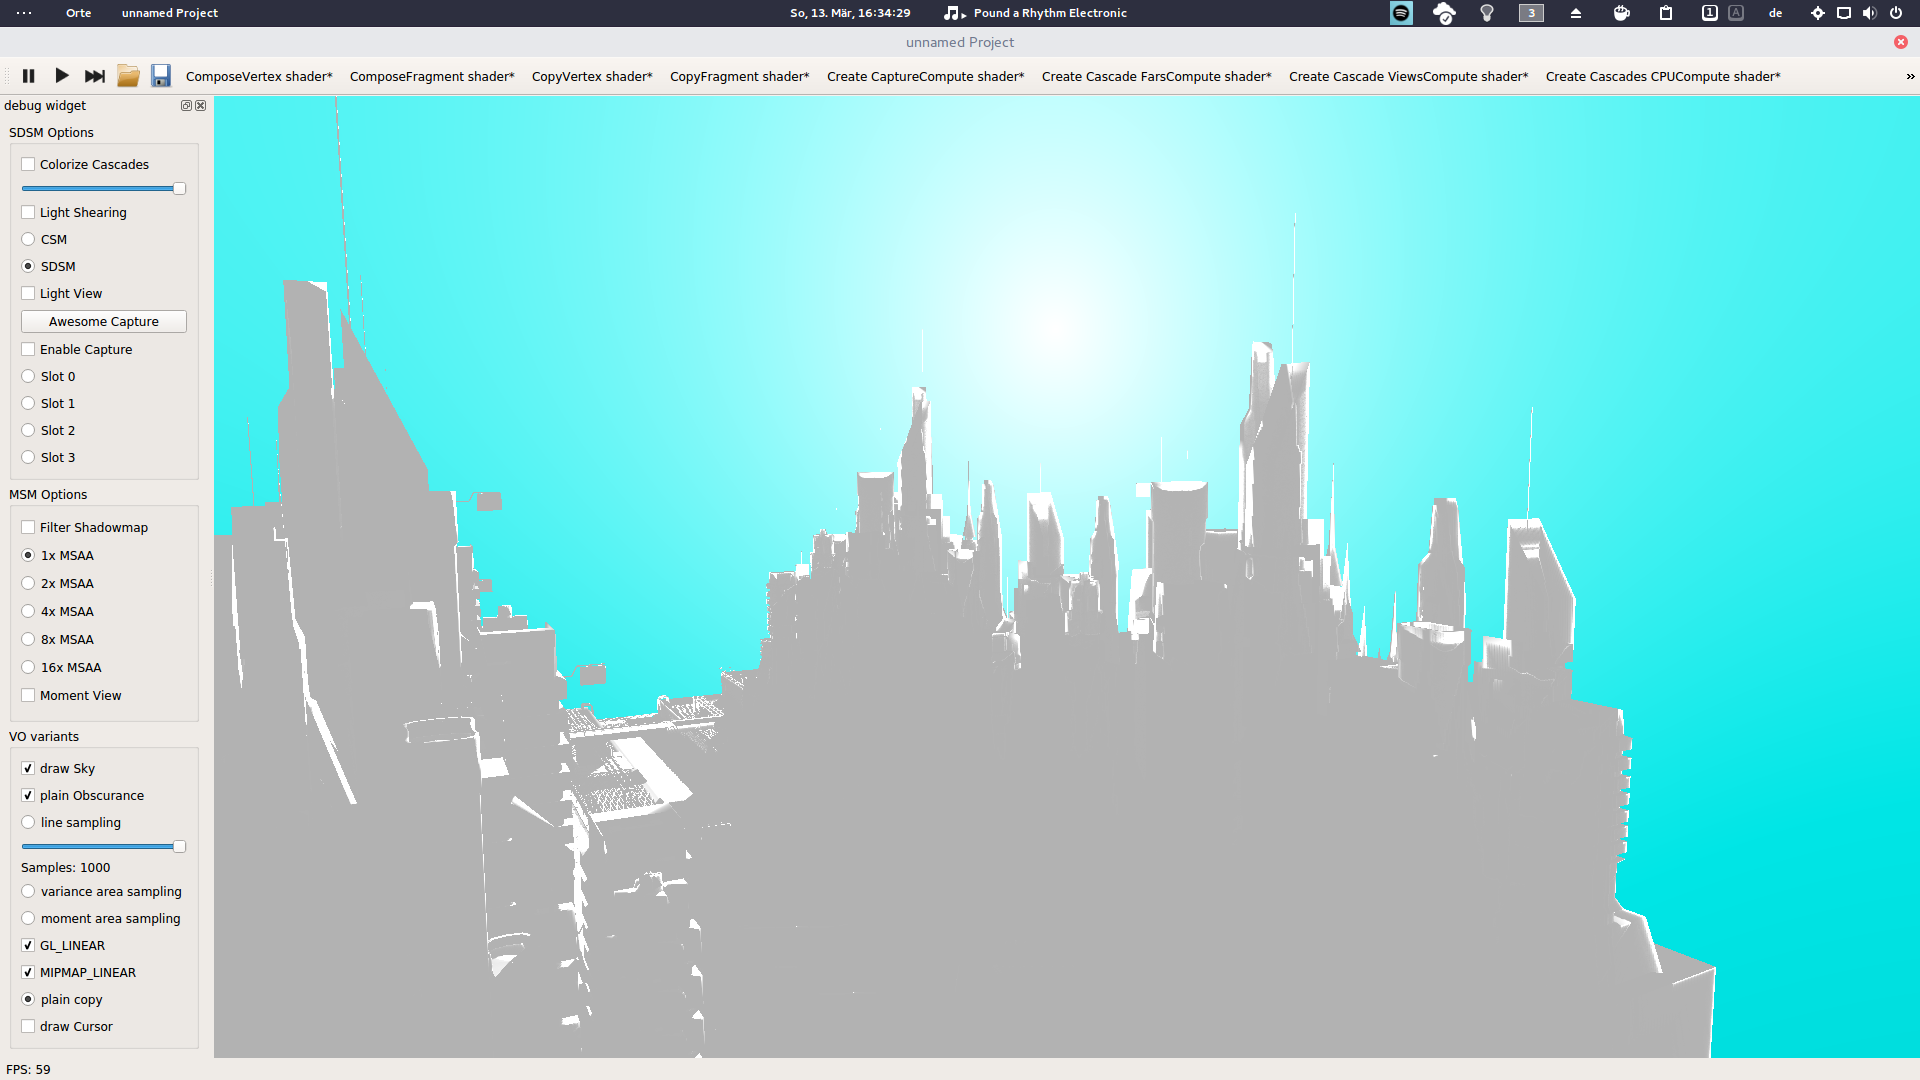 Orte unnamed Project So, 13. Mär, 16:34:29 Pound a Rhythm Electronic 3 1 A de
unnamed Project
ComposeVertex shader* ComposeFragment shader* CopyVertex shader* CopyFragment shader* Create CaptureCompute shader* Create Cascade FarsCompute shader* Create Cascade ViewsCompute shader* Create Cascades CPUCompute shader* »
debug widget
SDSM Options
Colorize Cascades
Light Shearing
CSM
SDSM
Light View
Awesome Capture
Enable Capture
Slot 0
Slot 1
Slot 2
Slot 3
MSM Options
Filter Shadowmap
1x MSAA
2x MSAA
4x MSAA
8x MSAA
16x MSAA
Moment View
VO variants
draw Sky
plain Obscurance
line sampling
Samples: 1000
variance area sampling
moment area sampling
GL_LINEAR
MIPMAP_LINEAR
plain copy
draw Cursor
FPS: 59